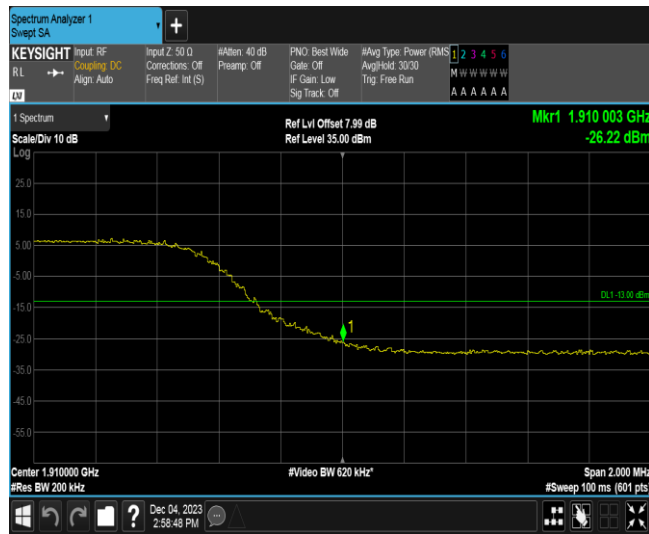 Spectrum Analyzer 1
Swept SA
+
KEYSIGHT
RL
LXI
Input: RF
Coupling: DC
Align: Auto
Input Z: 50 Ω
Corrections: Off
Freq Ref: Int (S)
#Atten: 40 dB
Preamp: Off
PNO: Best Wide
Gate: Off
IF Gain: Low
Sig Track: Off
#Avg Type: Power (RMS
Avg|Hold: 30/30
Trig: Free Run
1 2 3 4 5 6
M W W W W W
A A A A A A
1 Spectrum
Scale/Div 10 dB
Log
Ref Lvl Offset 7.99 dB
Ref Level 35.00 dBm
Mkr1 1.910 003 GHz
-26.22 dBm
25.0
15.0
5.00
-5.00
DL1 -13.00 dBm
-15.0
1
-25.0
-35.0
-45.0
-55.0
Center 1.910000 GHz
#Res BW 200 kHz
#Video BW 620 kHz*
Span 2.000 MHz
#Sweep 100 ms (601 pts
?
Dec 04, 2023
2:58:48 PM